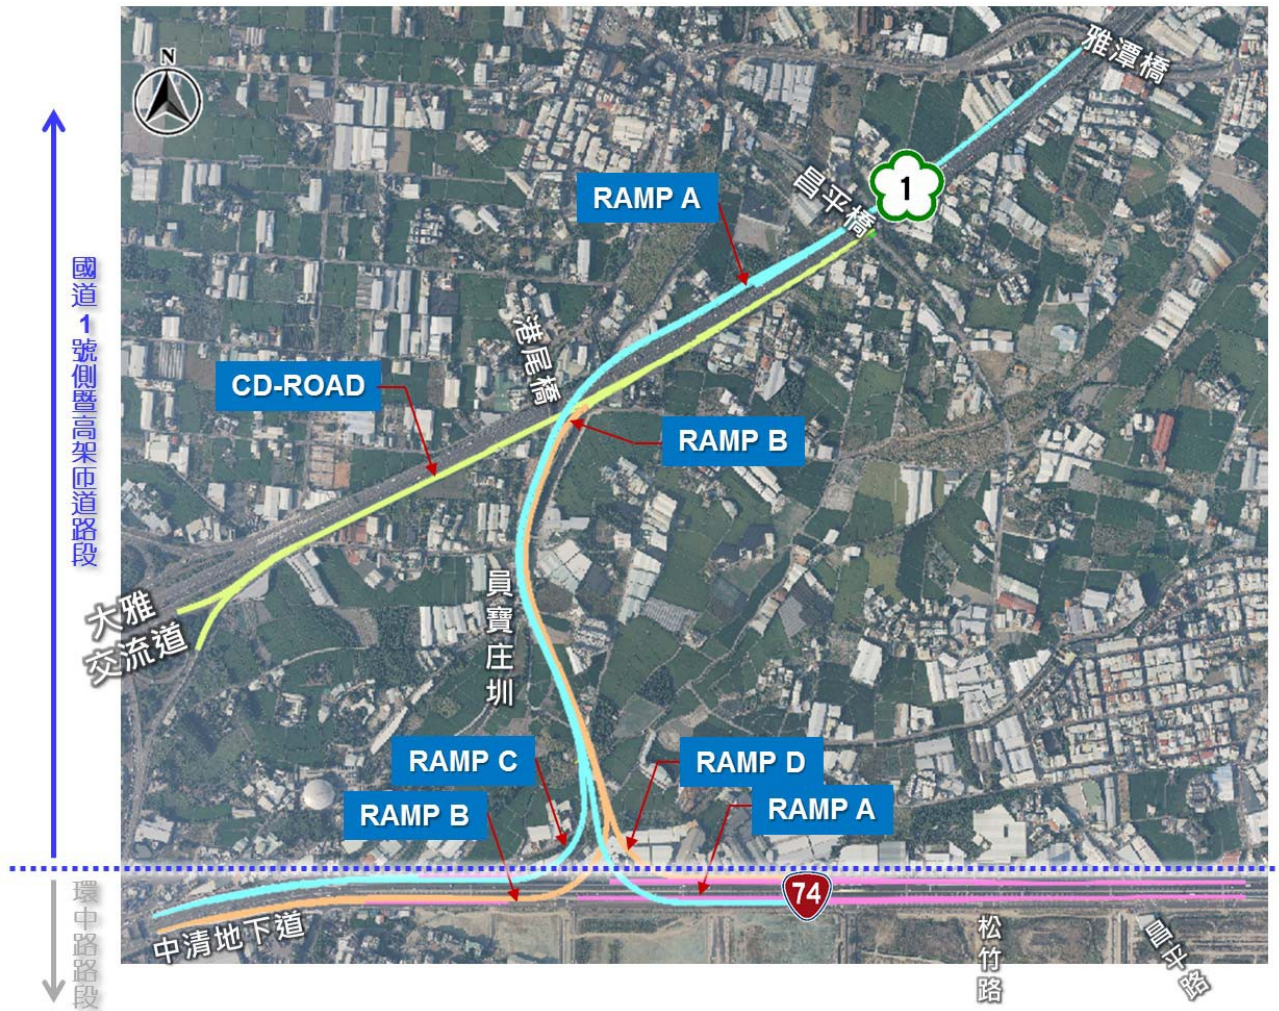 N
雅潭橋
1
昌平橋
RAMP A
國道1號側暨高架匝道路段
港尾橋
CD-ROAD
RAMP B
員寶庄圳
大雅
交流道
RAMP C
RAMP D
RAMP B
RAMP A
74
環中路路段
中清地下道
松竹路
昌平路